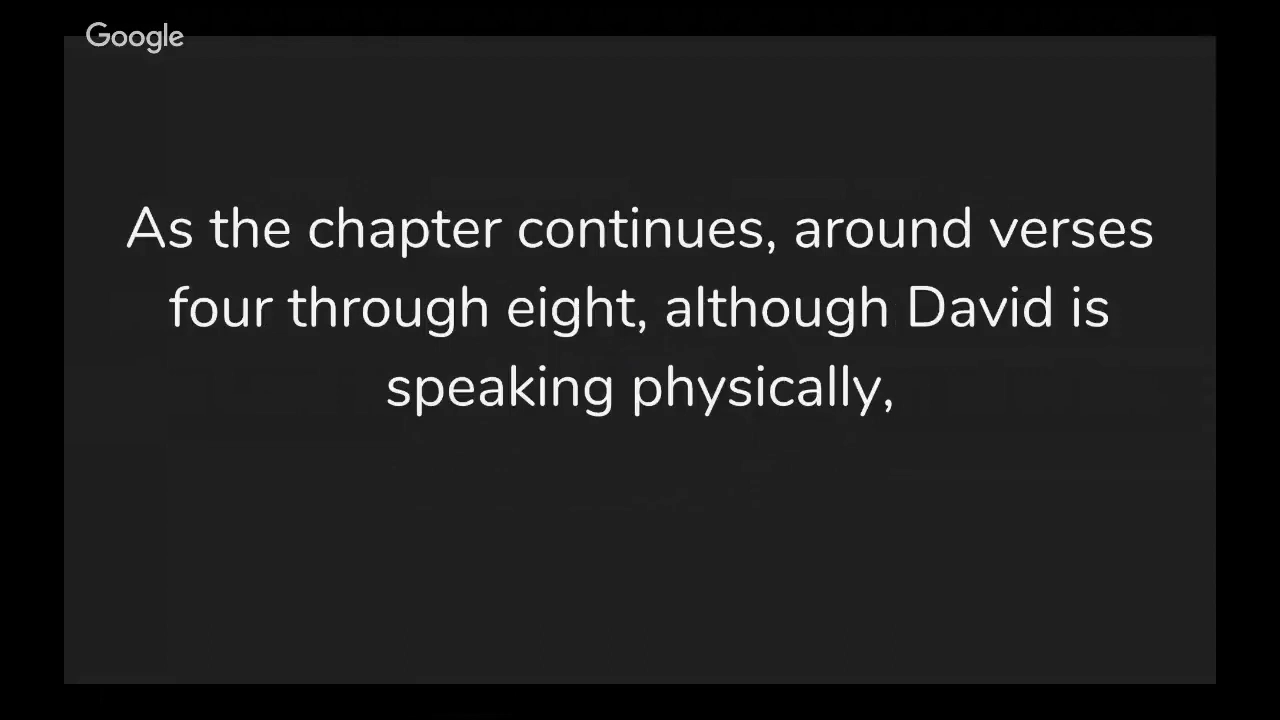 Google
As the chapter continues, around verses
four through eight, although David is
speaking physically,